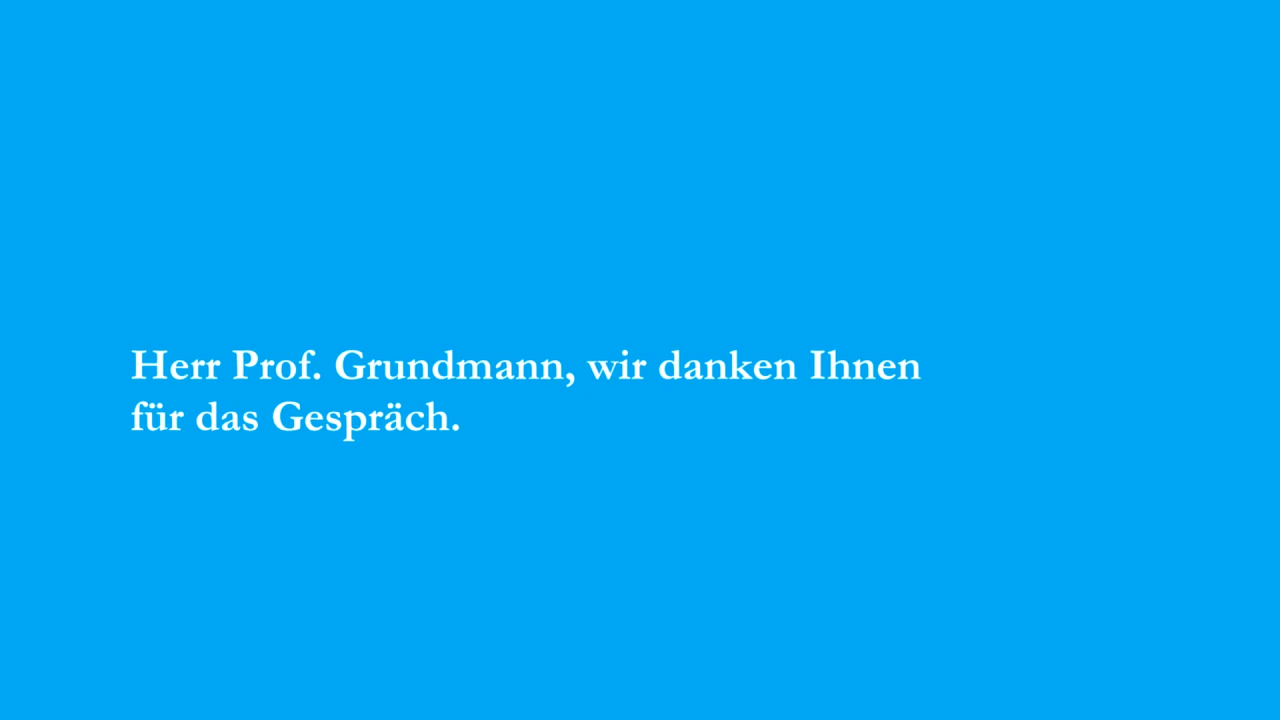 Herr Prof. Grundmann, wir danken Ihnen
für das Gespräch.